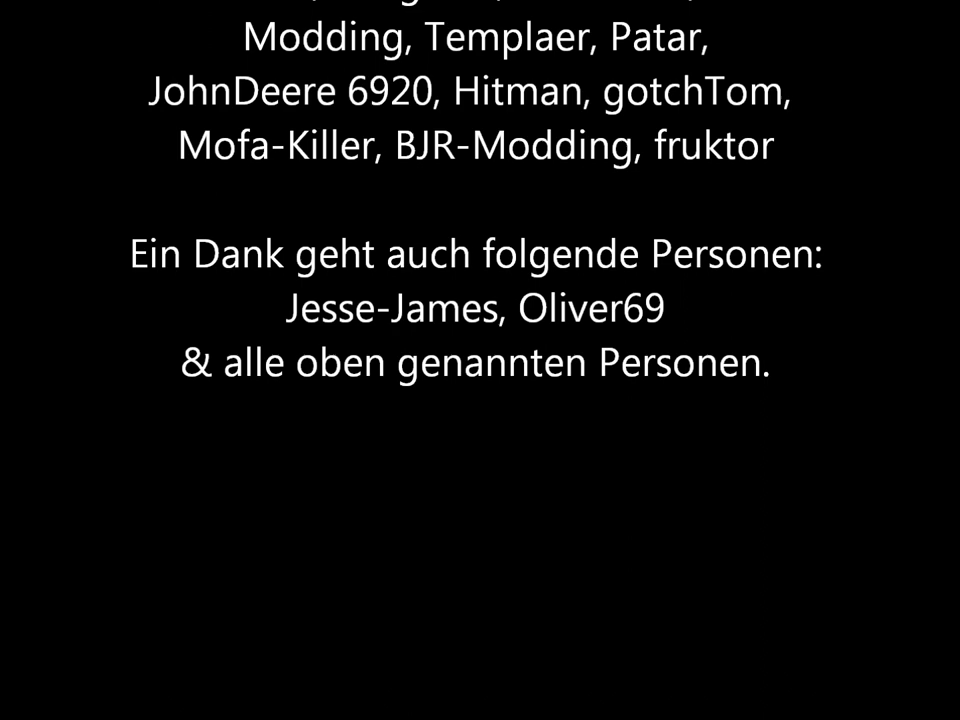 Modding, Templaer, Patar,
JohnDeere 6920, Hitman, gotchTom,
Mofa-Killer, BJR-Modding, fruktor
Ein Dank geht auch folgende Personen:
Jesse-James, Oliver69
& alle oben genannten Personen.